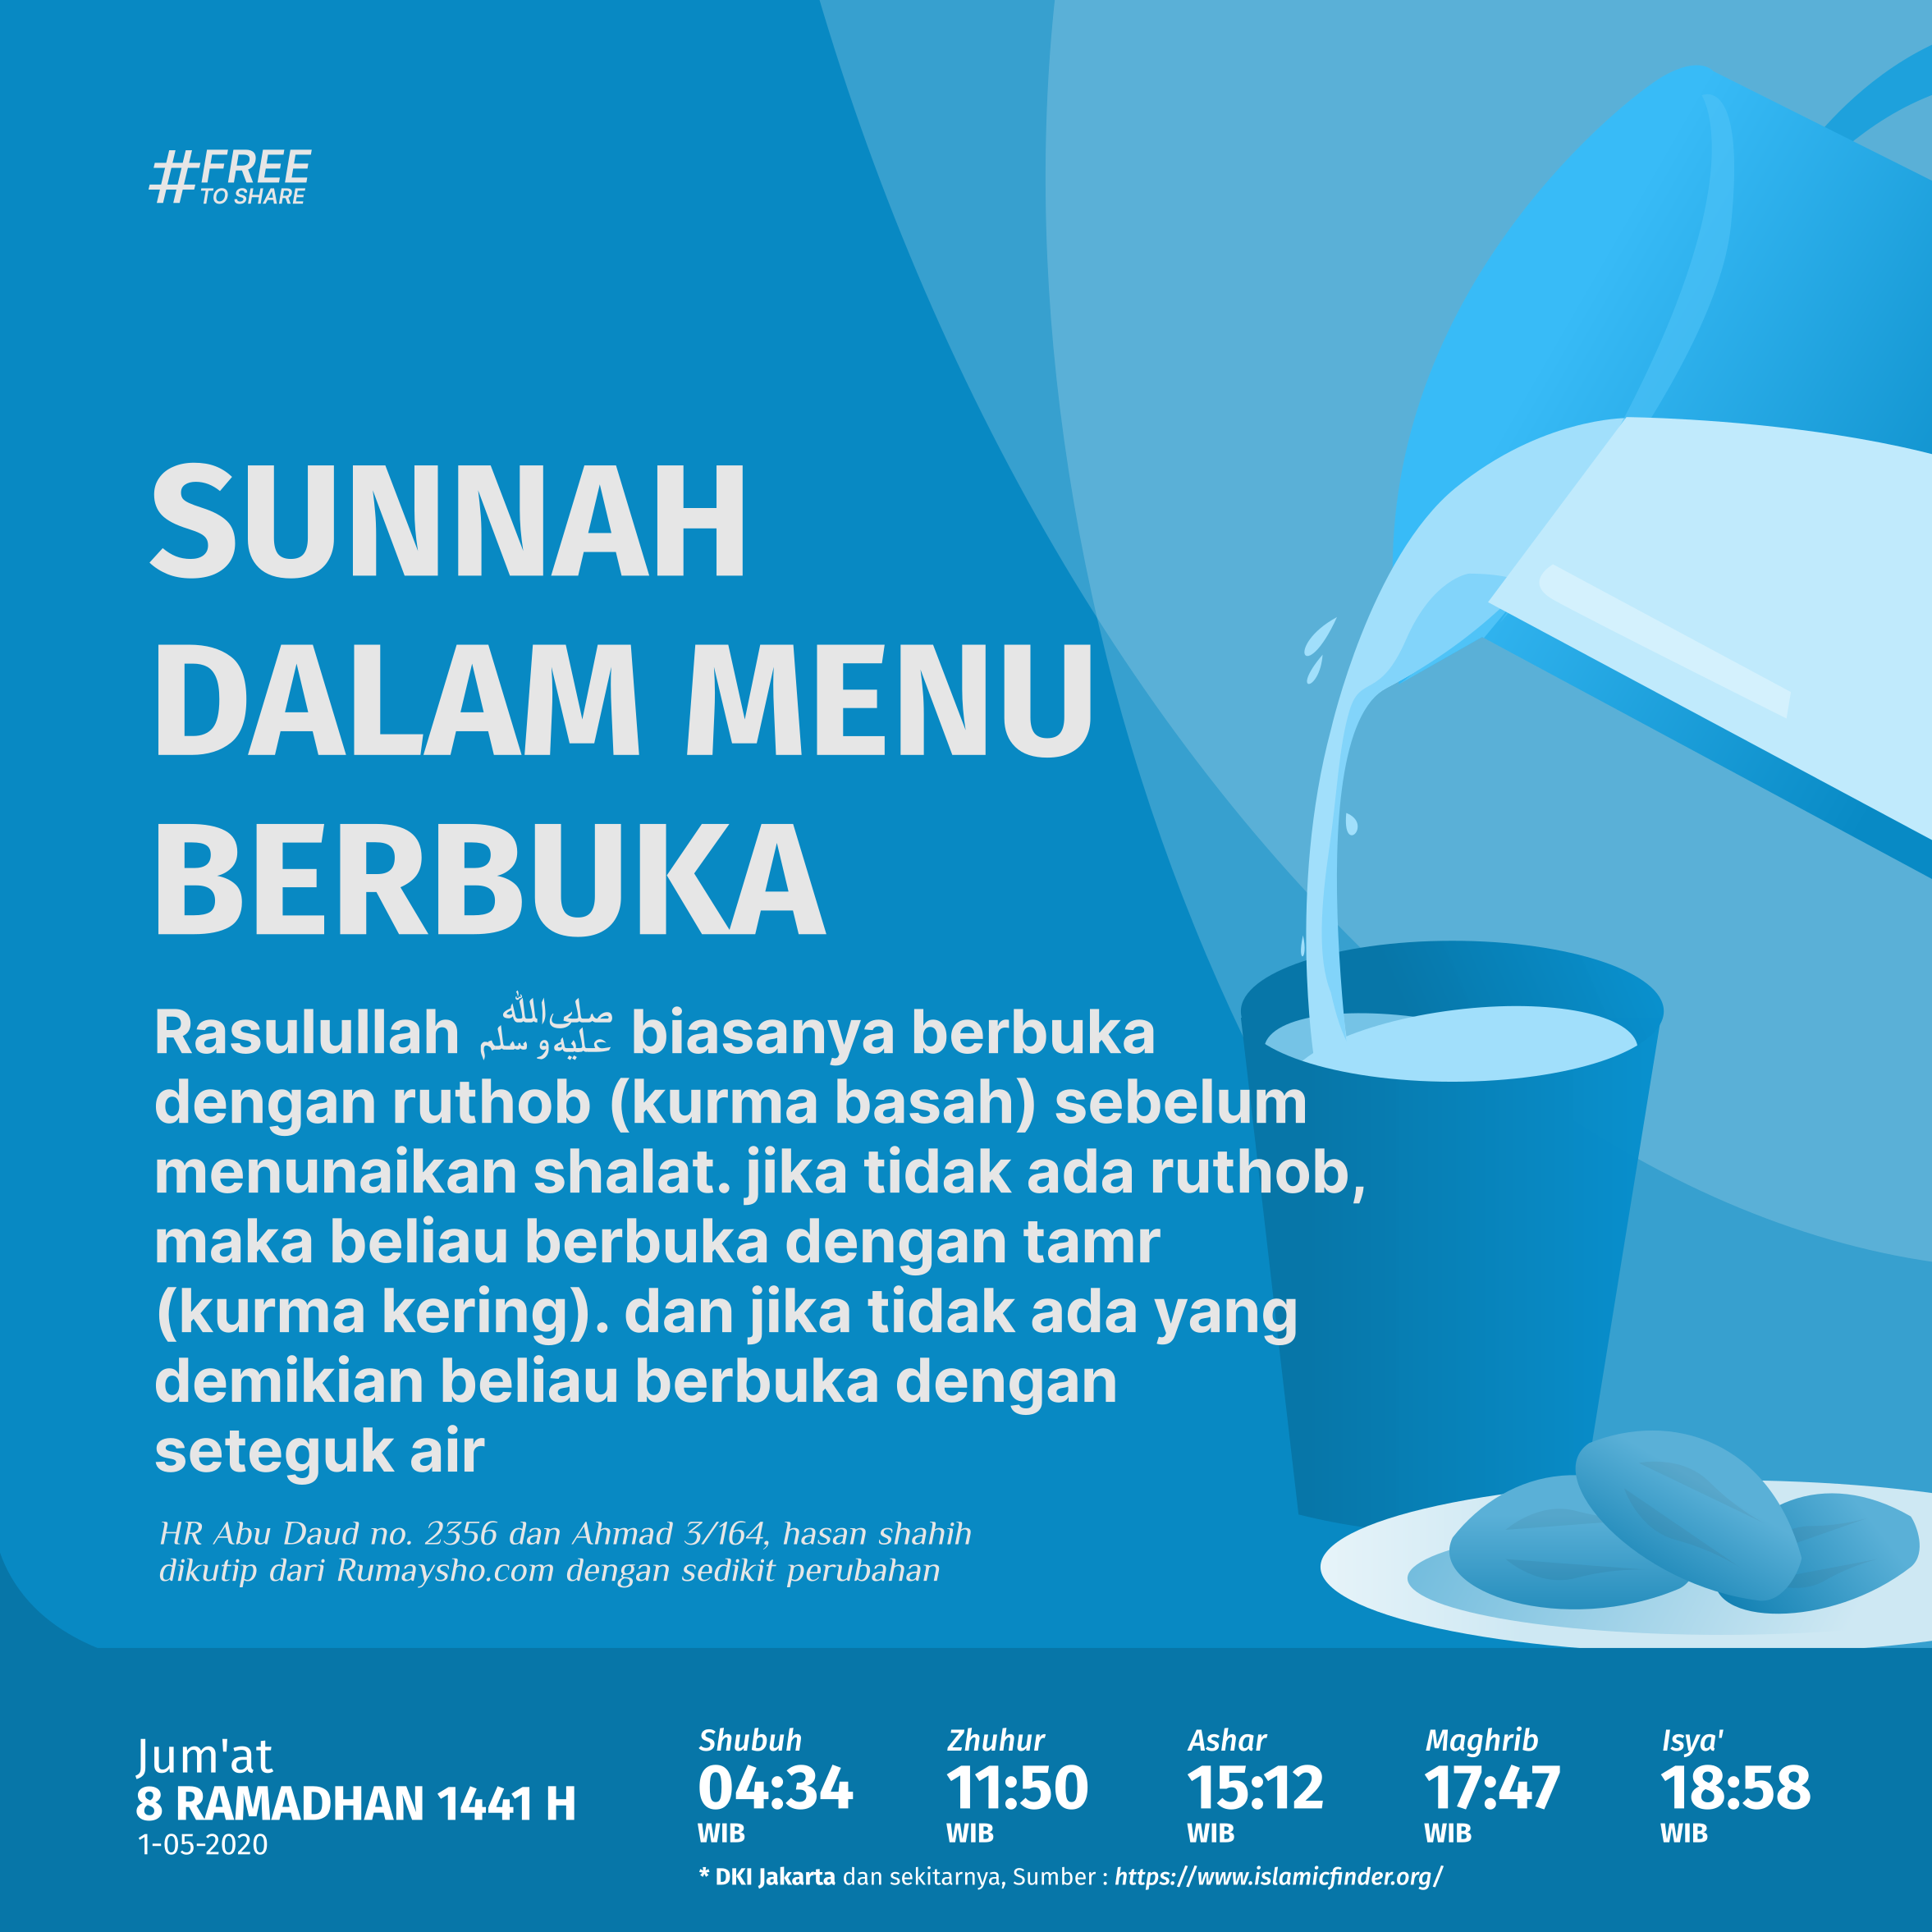 #FREE
TO SHARE
SUNNAH
DALAM MENU
BERBUKA
Rasulullah صلى الله عليه وسلم biasanya berbuka
dengan ruthob (kurma basah) sebelum
menunaikan shalat. jika tidak ada ruthob,
maka beliau berbuka dengan tamr
(kurma kering). dan jika tidak ada yang
demikian beliau berbuka dengan
seteguk air
HR Abu Daud no. 2356 dan Ahmad 3/164, hasan shahih
dikutip dari Rumaysho.com dengan sedikit perubahan
Jum'at
8 RAMADHAN 1441 H
1-05-2020
Shubuh
04:34
WIB
Zhuhur
11:50
WIB
Ashar
15:12
WIB
Maghrib
17:47
WIB
Isya'
18:58
WIB
* DKI Jakarta dan sekitarnya, Sumber : https://www.islamicfinder.org/